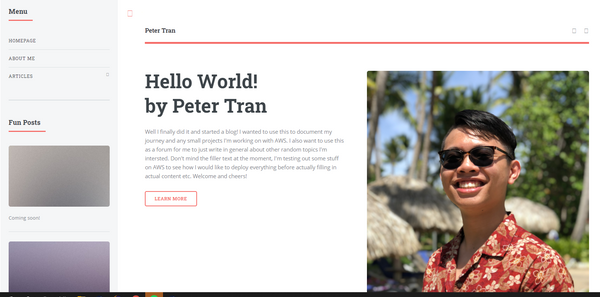 Menu
HOMEPAGE
ABOUT ME
ARTICLES
Fun Posts
Coming soon!
Peter Tran
Hello World!
by Peter Tran
Well I finally did it and started a blog! I wanted to use this to document my
journey and any small projects I'm working on with AWS. I also want to use this
as a forum for me to just write in general about other random topics I'm
intersted. Don't mind the filler text at the moment, I'm testing out some stuff
on AWS to see how I would like to deploy everything before actually filling in
actual content etc. Welcome and cheers!
LEARN MORE